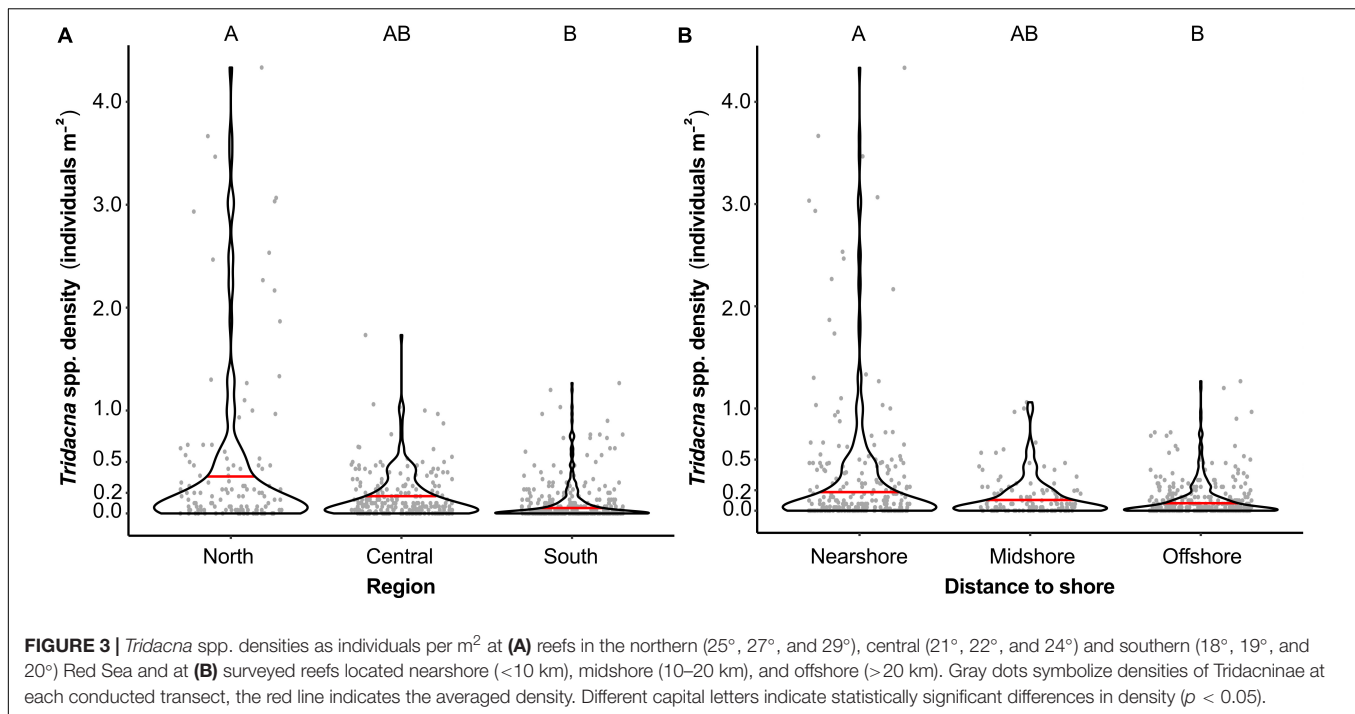 A
A AB B
Tridacna spp. density (individuals m⁻²)
4.0
3.0
2.0
1.0
0.5
0.2
0.0
North Central South
Region
B
A AB B
Tridacna spp. density (individuals m⁻²)
4.0
3.0
2.0
1.0
0.5
0.2
0.0
Nearshore Midshore Offshore
Distance to shore
FIGURE 3 | Tridacna spp. densities as individuals per m² at (A) reefs in the northern (25°, 27°, and 29°), central (21°, 22°, and 24°) and southern (18°, 19°, and
20°) Red Sea and at (B) surveyed reefs located nearshore (<10 km), midshore (10–20 km), and offshore (>20 km). Gray dots symbolize densities of Tridacninae at
each conducted transect, the red line indicates the averaged density. Different capital letters indicate statistically significant differences in density (p < 0.05).